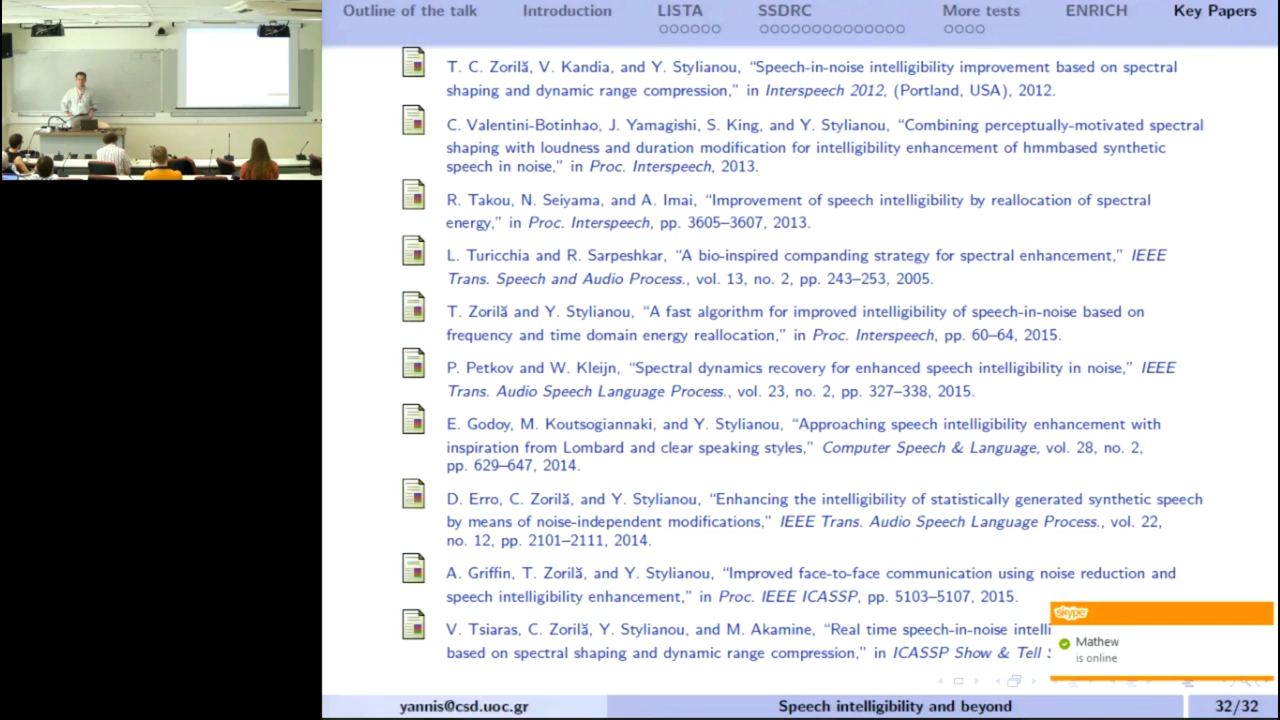 Outline of the talk Introduction LISTA SSDRC More tests ENRICH Key Papers
T. C. Zorilă, V. Kandia, and Y. Stylianou, “Speech-in-noise intelligibility improvement based on spectral
shaping and dynamic range compression,” in Interspeech 2012, (Portland, USA), 2012.
C. Valentini-Botinhao, J. Yamagishi, S. King, and Y. Stylianou, “Combining perceptually-motivated spectral
shaping with loudness and duration modification for intelligibility enhancement of hmmbased synthetic
speech in noise,” in Proc. Interspeech, 2013.
R. Takou, N. Seiyama, and A. Imai, “Improvement of speech intelligibility by reallocation of spectral
energy,” in Proc. Interspeech, pp. 3605–3607, 2013.
L. Turicchia and R. Sarpeshkar, “A bio-inspired companding strategy for spectral enhancement,” IEEE
Trans. Speech and Audio Process., vol. 13, no. 2, pp. 243–253, 2005.
T. Zorilă and Y. Stylianou, “A fast algorithm for improved intelligibility of speech-in-noise based on
frequency and time domain energy reallocation,” in Proc. Interspeech, pp. 60–64, 2015.
P. Petkov and W. Kleijn, “Spectral dynamics recovery for enhanced speech intelligibility in noise,” IEEE
Trans. Audio Speech Language Process., vol. 23, no. 2, pp. 327–338, 2015.
E. Godoy, M. Koutsogiannaki, and Y. Stylianou, “Approaching speech intelligibility enhancement with
inspiration from Lombard and clear speaking styles,” Computer Speech & Language, vol. 28, no. 2,
pp. 629–647, 2014.
D. Erro, C. Zorilă, and Y. Stylianou, “Enhancing the intelligibility of statistically generated synthetic speech
by means of noise-independent modifications,” IEEE Trans. Audio Speech Language Process., vol. 22,
no. 12, pp. 2101–2111, 2014.
A. Griffin, T. Zorilă, and Y. Stylianou, “Improved face-to-face communication using noise reduction and
speech intelligibility enhancement,” in Proc. IEEE ICASSP, pp. 5103–5107, 2015.
V. Tsiaras, C. Zorilă, Y. Stylianou, and M. Akamine, “Real time speech-in-noise intelli
based on spectral shaping and dynamic range compression,” in ICASSP Show & Tell
skype
Mathew
is online
yannis@csd.uoc.gr Speech intelligibility and beyond 32/32